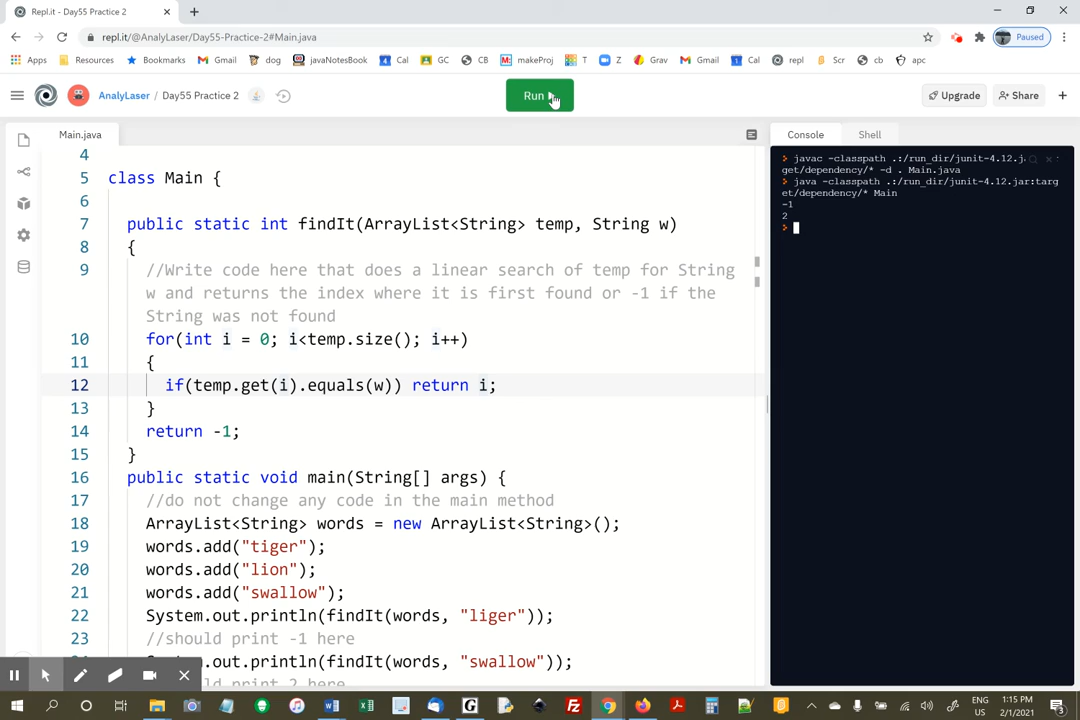 Repl.it - Day55 Practice 2
repl.it/@AnalyLaser/Day55-Practice-2#Main.java
Paused
Apps Resources Bookmarks Gmail dog javaNotebook Cal GC CB makeProj T Z Grav Gmail Cal repl Scr cb apc
AnalyLaser / Day55 Practice 2
Run
Upgrade
Share
Main.java
4
5 class Main {
6
7 public static int findIt(ArrayList<String> temp, String w)
8 {
9 //Write code here that does a linear search of temp for String
w and returns the index where it is first found or -1 if the
String was not found
10 for(int i = 0; i<temp.size(); i++)
11 {
12 if(temp.get(i).equals(w)) return i;
13 }
14 return -1;
15 }
16 public static void main(String[] args) {
17 //do not change any code in the main method
18 ArrayList<String> words = new ArrayList<String>();
19 words.add("tiger");
20 words.add("lion");
21 words.add("swallow");
22 System.out.println(findIt(words, "liger"));
23 //should print -1 here
System.out.println(findIt(words, "swallow"));
//should print 2 here
Console Shell
javac -classpath .:/run_dir/junit-4.12.j
get/dependency/* -d . Main.java
java -classpath .:/run_dir/junit-4.12.jar:targ
et/dependency/* Main
-1
2
ENG
US
1:15 PM
2/1/2021
3